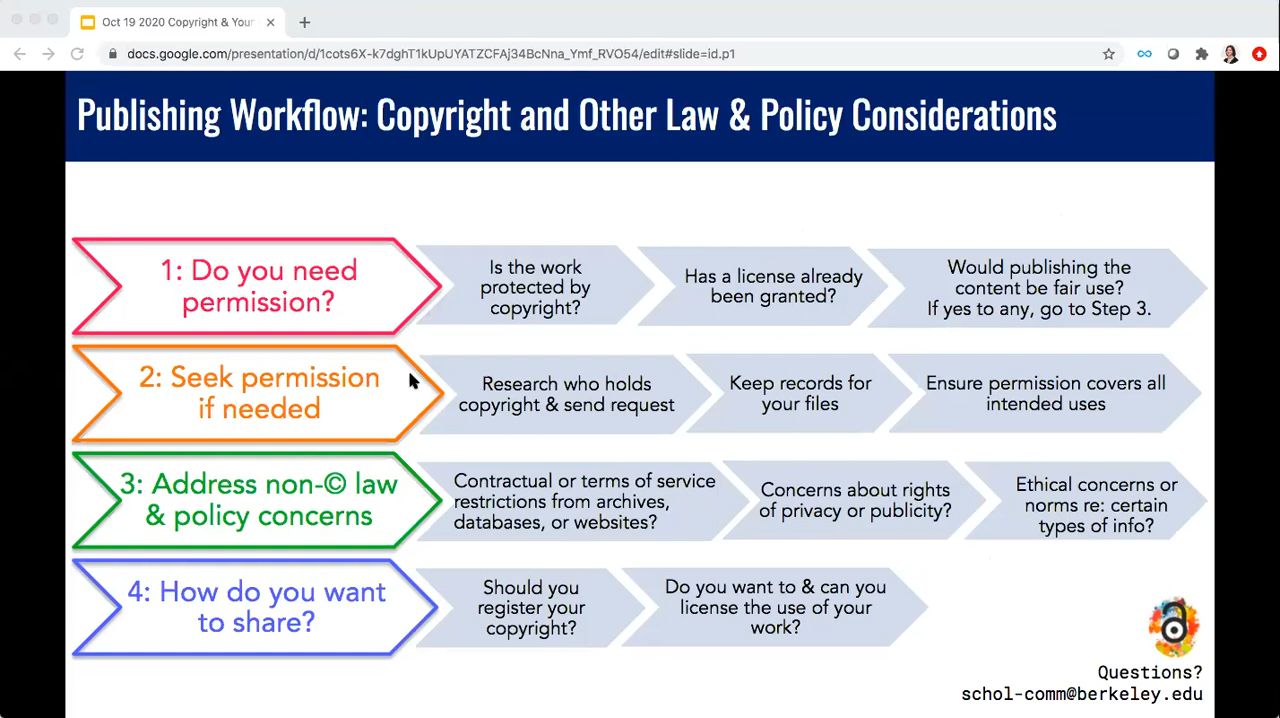 Oct 19 2020 Copyright & Your
docs.google.com/presentation/d/1cots6X-k7dghT1kUpUYATZCFAj34BcNna_Ymf_RVO54/edit#slide=id.p1
Publishing Workflow: Copyright and Other Law & Policy Considerations
1: Do you need
permission?
Is the work
protected by
copyright?
Has a license already
been granted?
Would publishing the
content be fair use?
If yes to any, go to Step 3.
2: Seek permission
if needed
Research who holds
copyright & send request
Keep records for
your files
Ensure permission covers all
intended uses
3: Address non-© law
& policy concerns
Contractual or terms of service
restrictions from archives,
databases, or websites?
Concerns about rights
of privacy or publicity?
Ethical concerns or
norms re: certain
types of info?
4: How do you want
to share?
Should you
register your
copyright?
Do you want to & can you
license the use of your
work?
Questions?
schol-comm@berkeley.edu